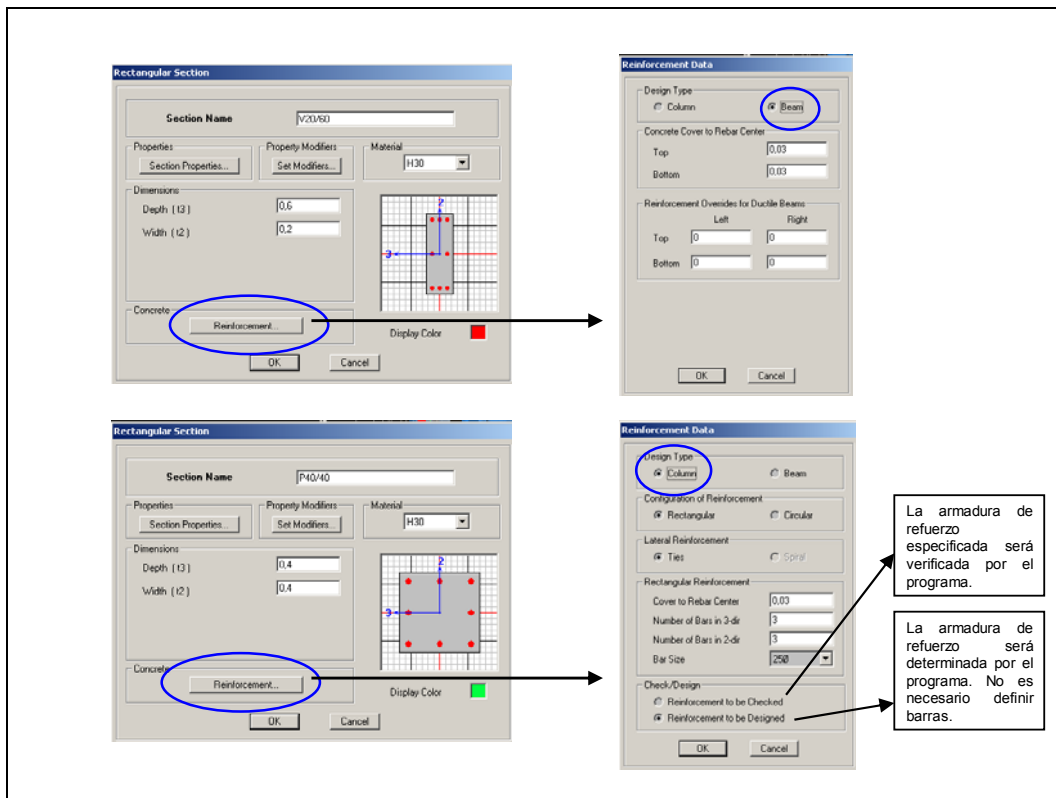 Rectangular Section
Section Name
V20/60
Properties
Section Properties...
Property Modifiers
Set Modifiers...
Material
H30
Dimensions
Depth (t3)
0,6
Width (t2)
0,2
2
3
Concrete
Reinforcement...
Display Color
OK
Cancel
Reinforcement Data
Design Type
Column
Beam
Concrete Cover to Rebar Center
Top
0,03
Bottom
0,03
Reinforcement Overrides for Ductile Beams
Left
Right
Top
0
0
Bottom
0
0
OK
Cancel
Rectangular Section
Section Name
P40/40
Properties
Section Properties...
Property Modifiers
Set Modifiers...
Material
H30
Dimensions
Depth (t3)
0,4
Width (t2)
0,4
2
3
Concrete
Reinforcement...
Display Color
OK
Cancel
Reinforcement Data
Design Type
Column
Beam
Configuration of Reinforcement
Rectangular
Circular
Lateral Reinforcement
Ties
Spiral
Rectangular Reinforcement
Cover to Rebar Center
0,03
Number of Bars in 3-dir
3
Number of Bars in 2-dir
3
Bar Size
25Ø
Check/Design
Reinforcement to be Checked
Reinforcement to be Designed
OK
Cancel
La armadura de
refuerzo
especificada será
verificada por el
programa.
La armadura de
refuerzo será
determinada por el
programa. No es
necesario definir
barras.